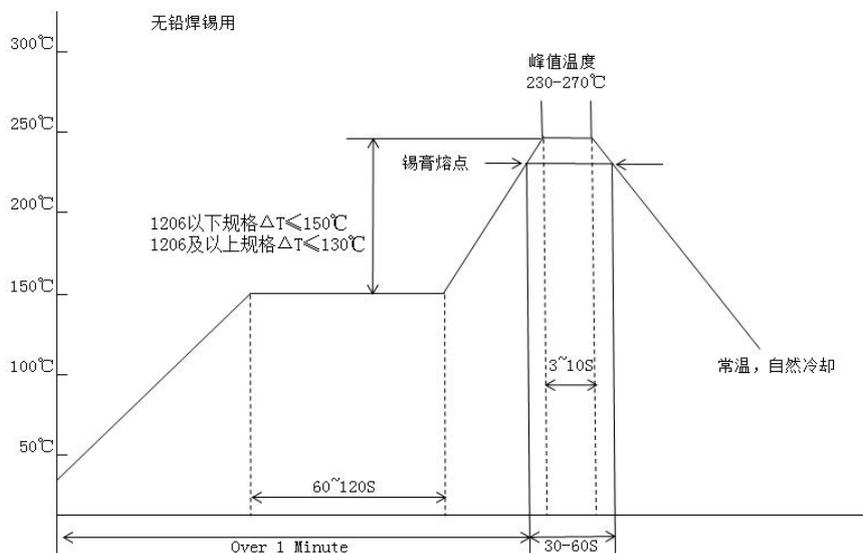 无铅焊锡用
300℃
峰值温度
230-270℃
250℃
锡膏熔点
200℃
1206以下规格△T≤150℃
1206及以上规格△T≤130℃
150℃
100℃
3~10S
常温，自然冷却
50℃
60~120S
Over 1 Minute
30-60S